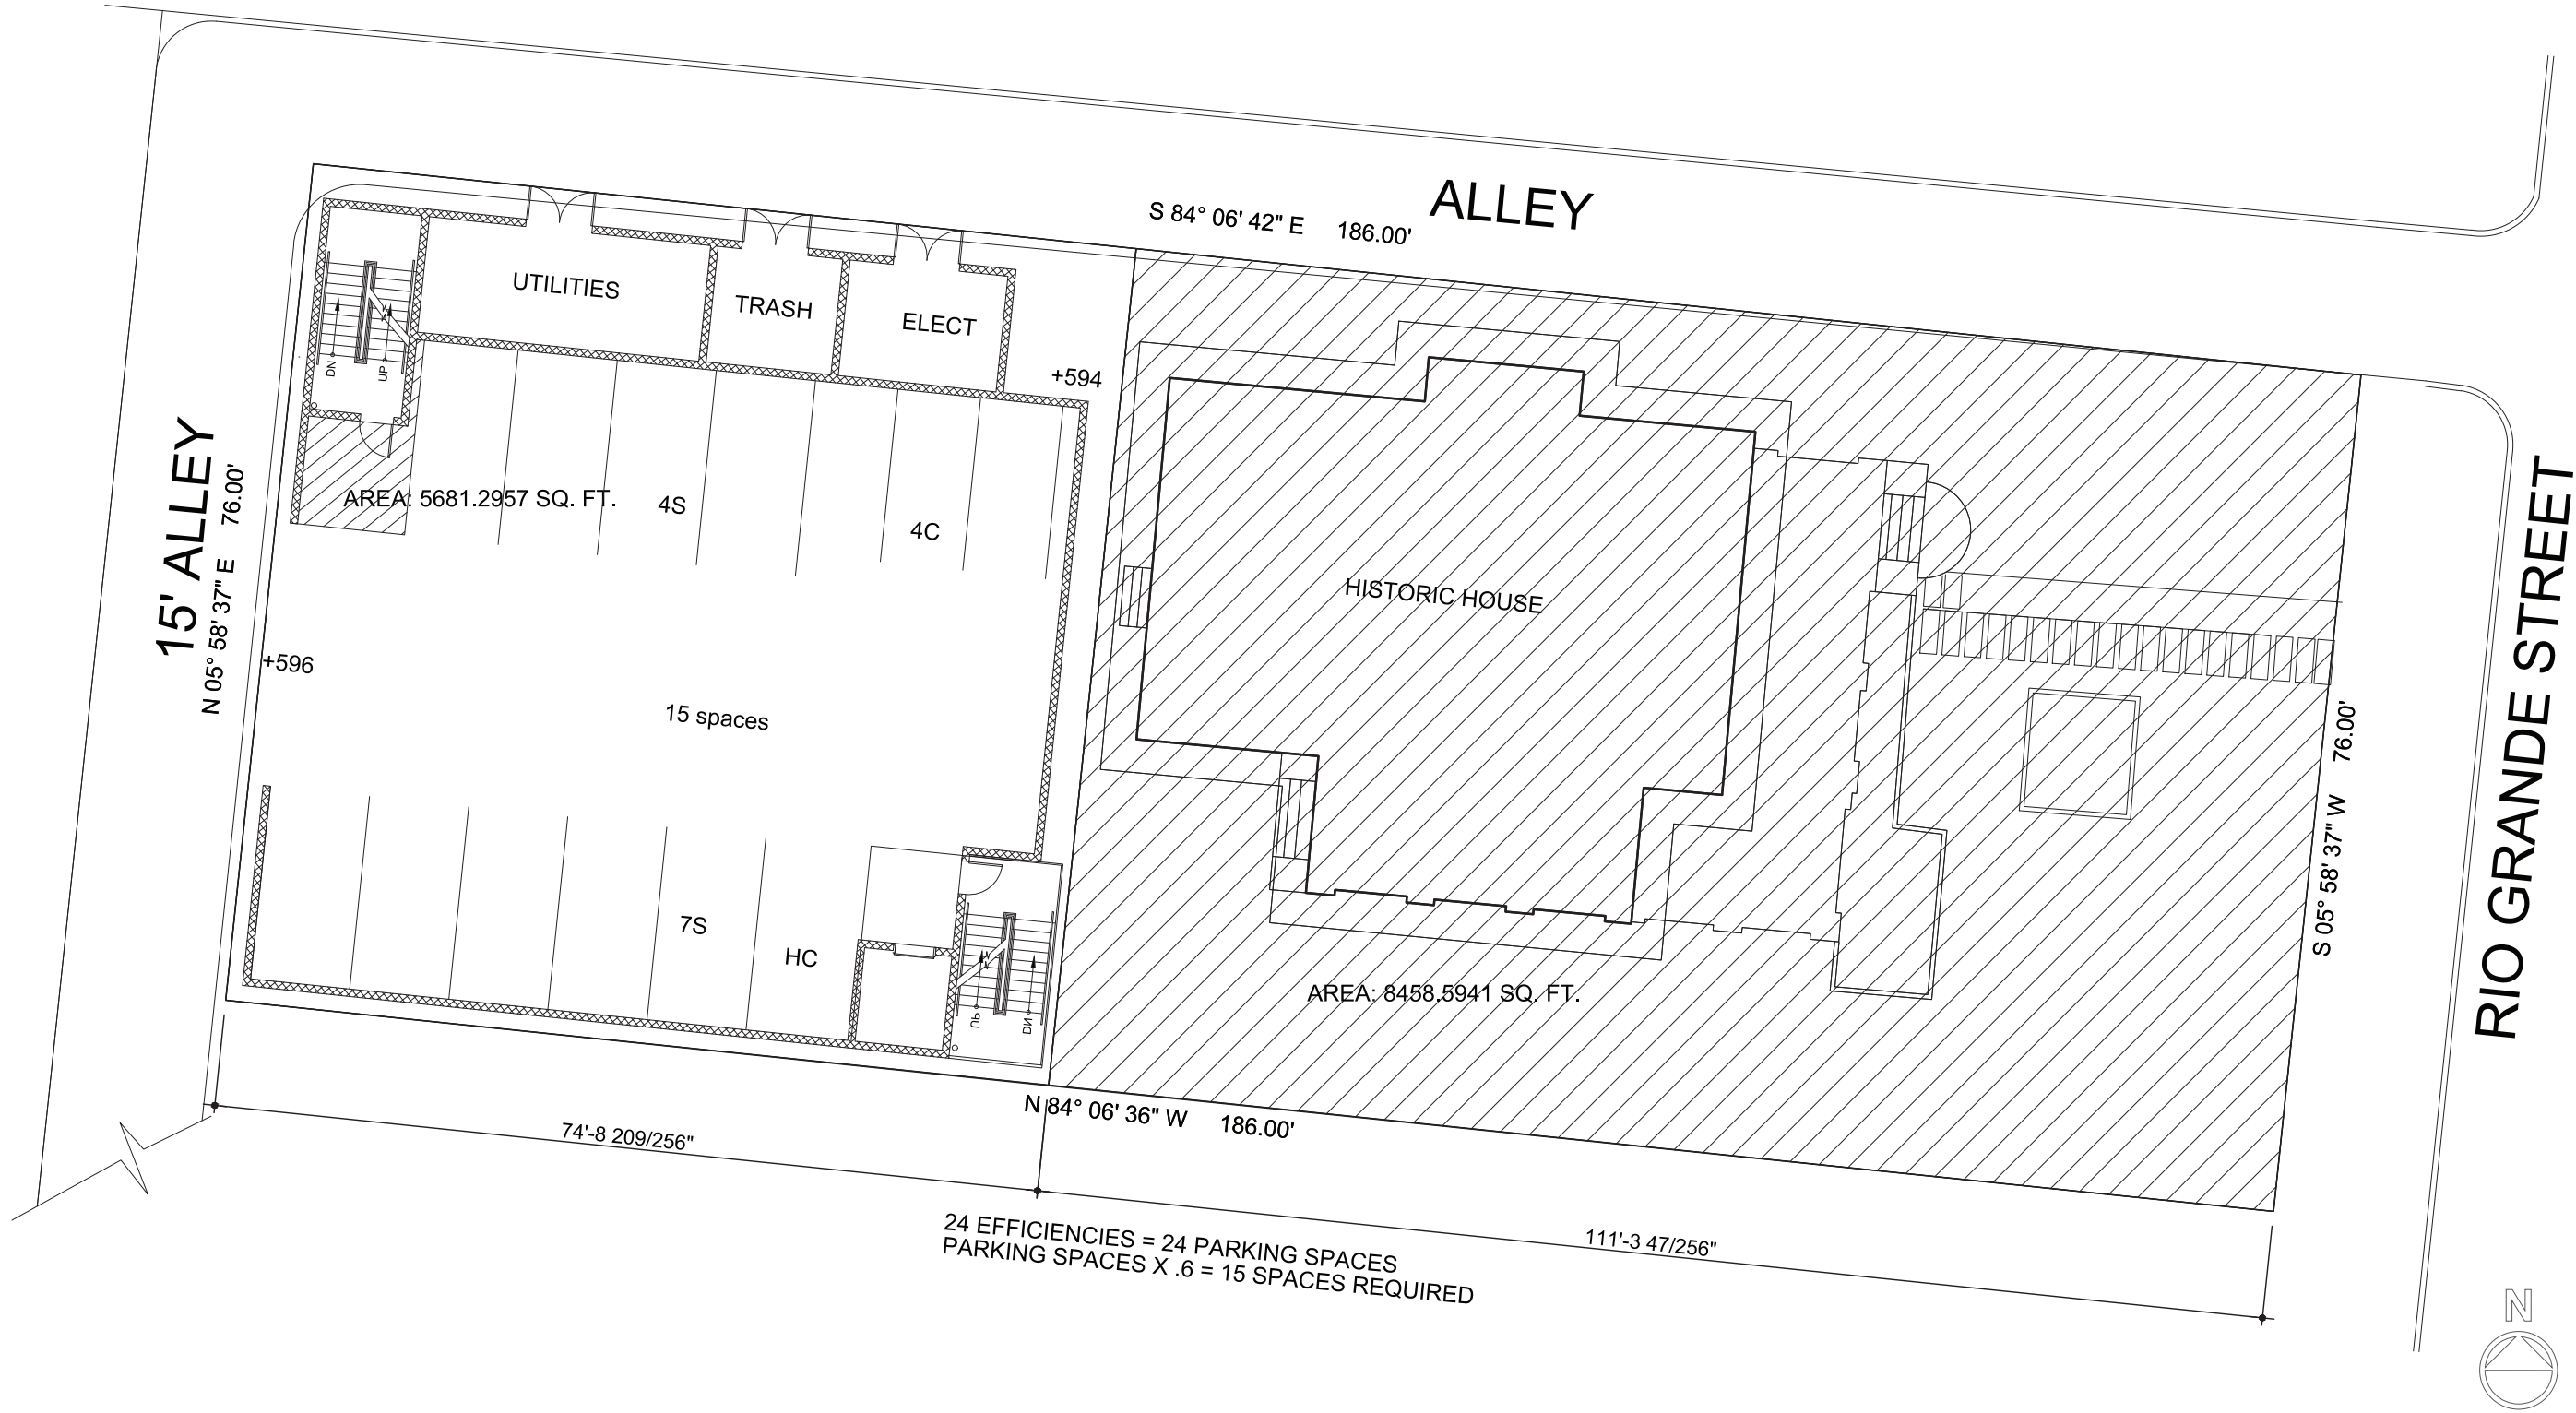 ALLEY
S 84° 06' 42" E 186.00'
UTILITIES
TRASH
ELECT
+594
DN
UP
15' ALLEY
N 05° 58' 37" E 76.00'
AREA: 5681.2957 SQ. FT.
4S
4C
HISTORIC HOUSE
+596
15 spaces
7S
HC
UP
DN
AREA: 8458.5941 SQ. FT.
S 05° 58' 37" W 76.00'
RIO GRANDE STREET
N 84° 06' 36" W 186.00'
74'-8 209/256"
111'-3 47/256"
24 EFFICIENCIES = 24 PARKING SPACES
PARKING SPACES X .6 = 15 SPACES REQUIRED
N